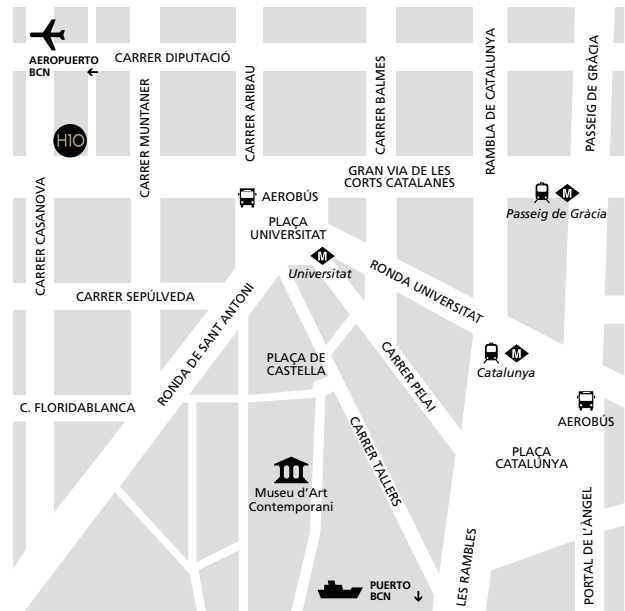 AEROPUERTO
BCN
CARRER DIPUTACIÓ
H10
CARRER MUNTANER
CARRER ARIBAU
CARRER BALMES
RAMBLA DE CATALUNYA
PASSEIG DE GRÀCIA
GRAN VIA DE LES
CORTS CATALANES
CARRER CASANOVA
AEROBÚS
PLAÇA
UNIVERSITAT
M
Universitat
M
Passeig de Gràcia
CARRER SEPÚLVEDA
RONDA DE SANT ANTONI
RONDA UNIVERSITAT
PLAÇA DE
CASTELLA
CARRER PELAI
M
Catalunya
C. FLORIDABLANCA
AEROBÚS
CARRER TALLERS
PLAÇA
CATALUNYA
Museu d'Art
Contemporani
LES RAMBLES
PORTAL DE L'ÀNGEL
PUERTO
BCN